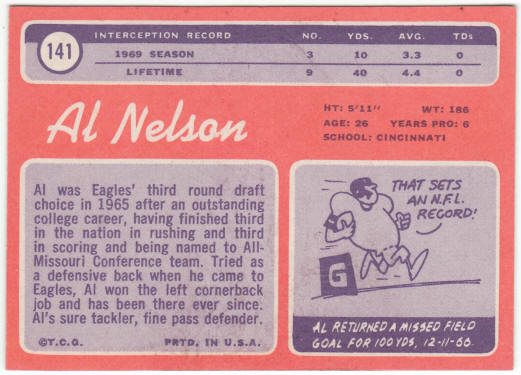 141
INTERCEPTION RECORD NO. YDS. AVG. TDs
1969 SEASON 3 10 3.3 0
LIFETIME 9 40 4.4 0
Al Nelson
HT: 5'11" WT: 186
AGE: 26 YEARS PRO: 6
SCHOOL: CINCINNATI
Al was Eagles' third round draft
choice in 1965 after an outstanding
college career, having finished third
in the nation in rushing and third
in scoring and being named to All-
Missouri Conference team. Tried as
a defensive back when he came to
Eagles, Al won the left cornerback
job and has been there ever since.
Al's sure tackler, fine pass defender.
©T.C.G. PRTD. IN U.S.A.
THAT SETS
AN N.F.L.
RECORD!
G
AL RETURNED A MISSED FIELD
GOAL FOR 100 YDS, 12-11-66.